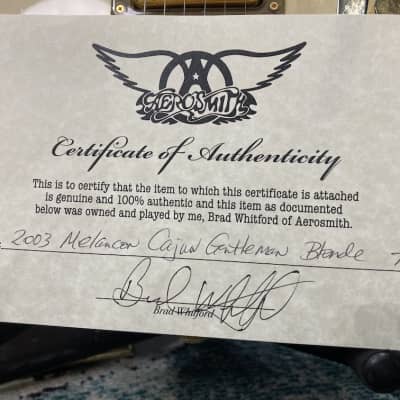 AEROSMITH
Certificate of Authenticity
This is to certify that the item to which this certificate is attached
is genuine and 100% authentic and this item as documented
below was owned and played by me, Brad Whitford of Aerosmith.
2003 Melancon Cajun Gentleman Blonde
Brad Whitford
Brad Whitford